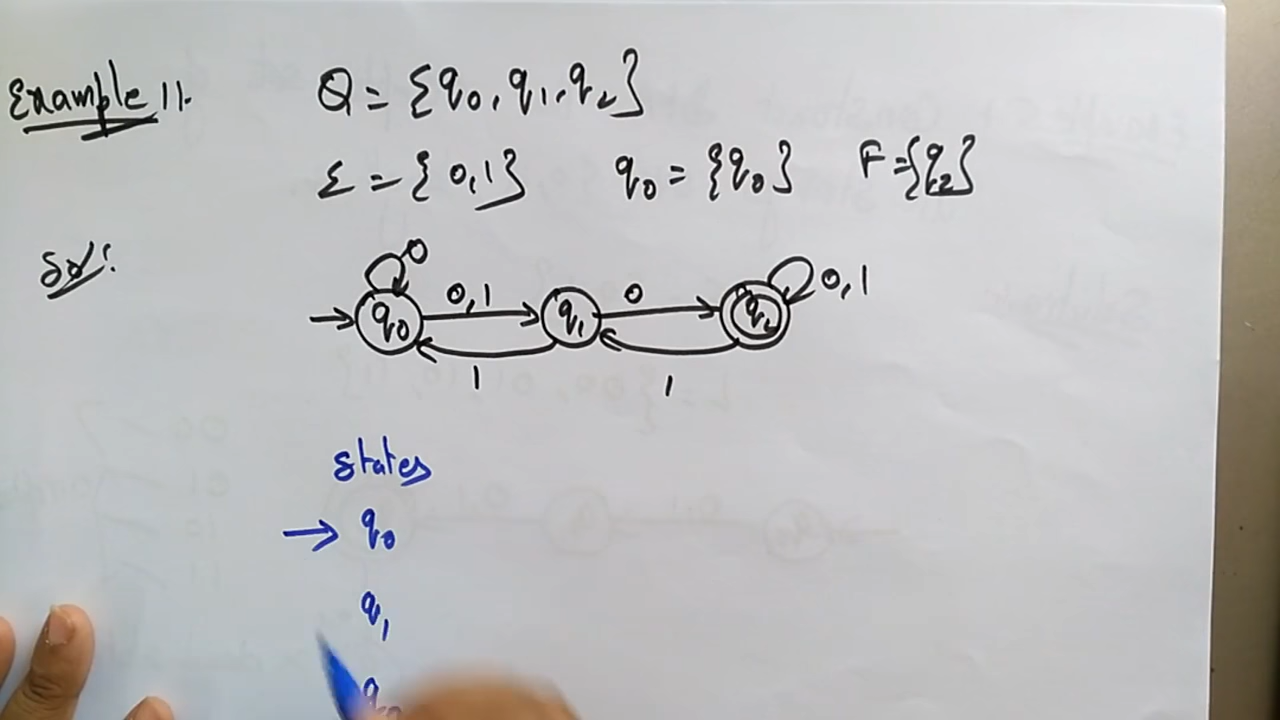 Example 11.
Q = {q0, q1, q2}
Σ = {0,1} q0 = {q0} F = {q2}
Sol:
0
q0 0,1 q1 0 q2 0,1
1 1
states
→ q0
q1